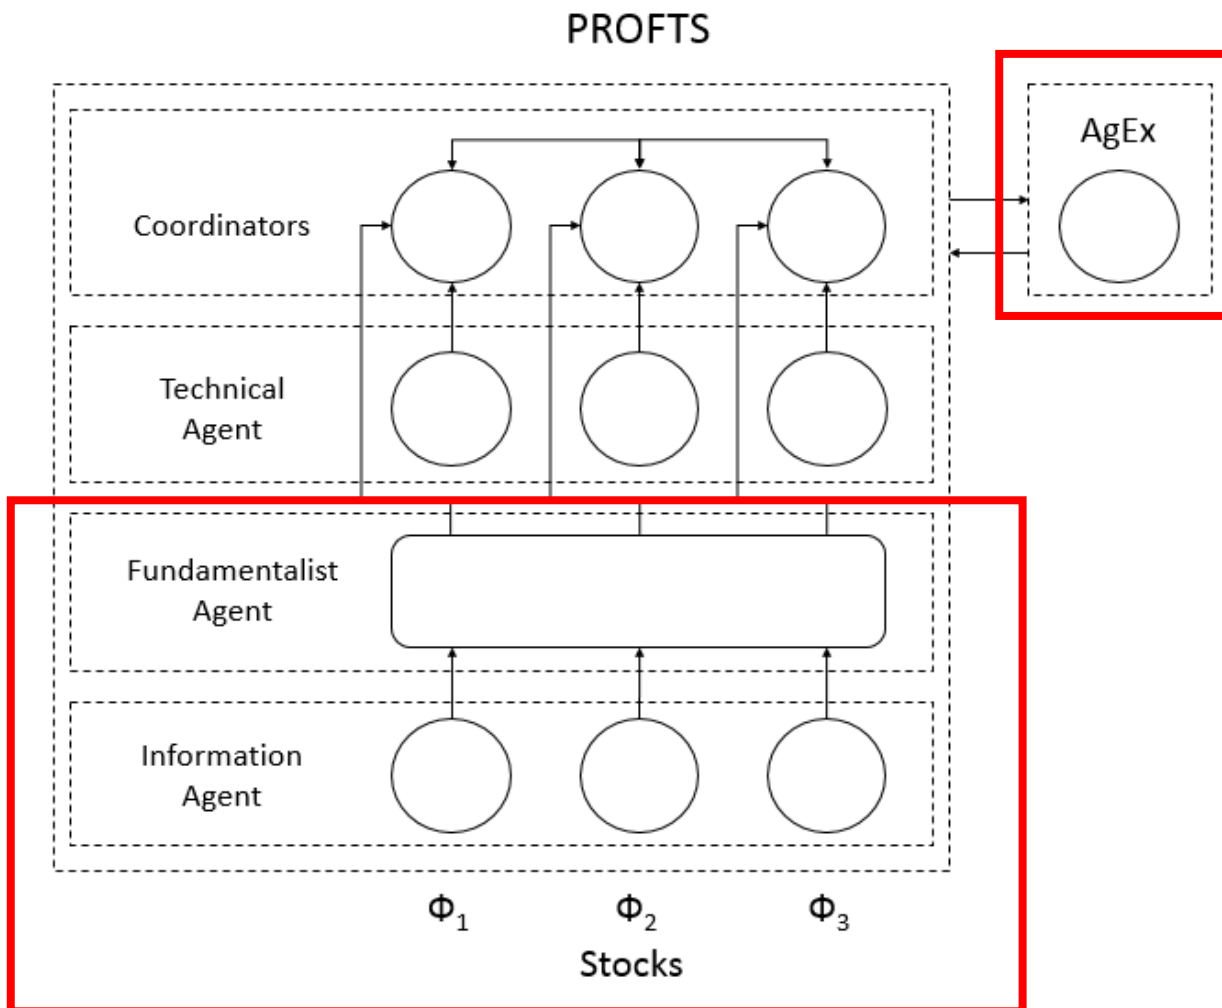 PROFTS
AgEx
Coordinators
Technical
Agent
Fundamentalist
Agent
Information
Agent
Φ₁ Φ₂ Φ₃
Stocks